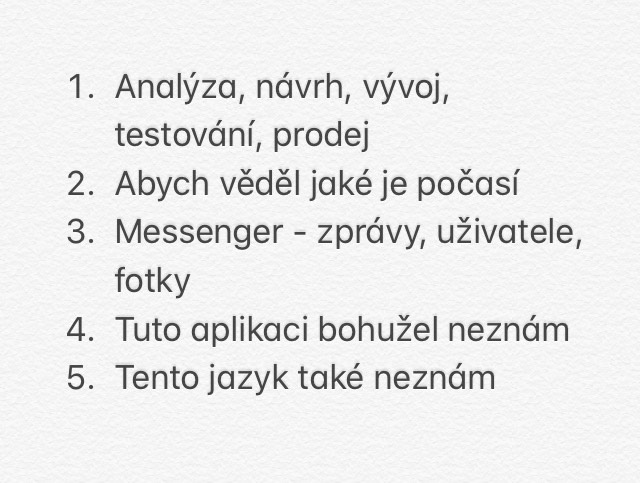 1. Analýza, návrh, vývoj,
testování, prodej
2. Abych věděl jaké je počasí
3. Messenger - zprávy, uživatele,
fotky
4. Tuto aplikaci bohužel neznám
5. Tento jazyk také neznám